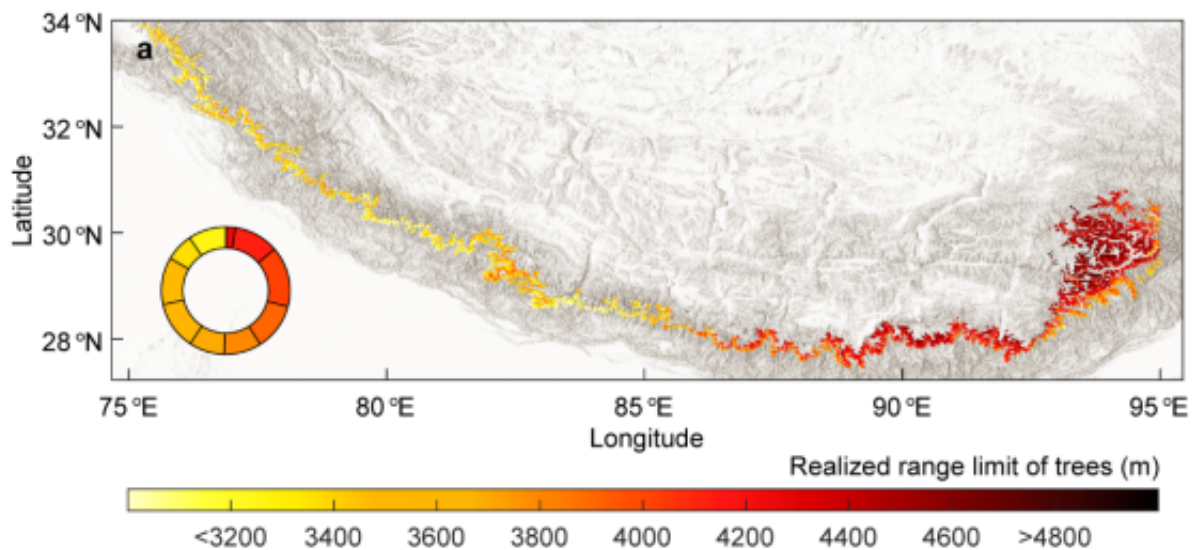 34 °N
a
32 °N
30 °N
28 °N
Latitude
75 °E 80 °E 85 °E 90 °E 95 °E
Longitude
Realized range limit of trees (m)
<3200 3400 3600 3800 4000 4200 4400 4600 >4800